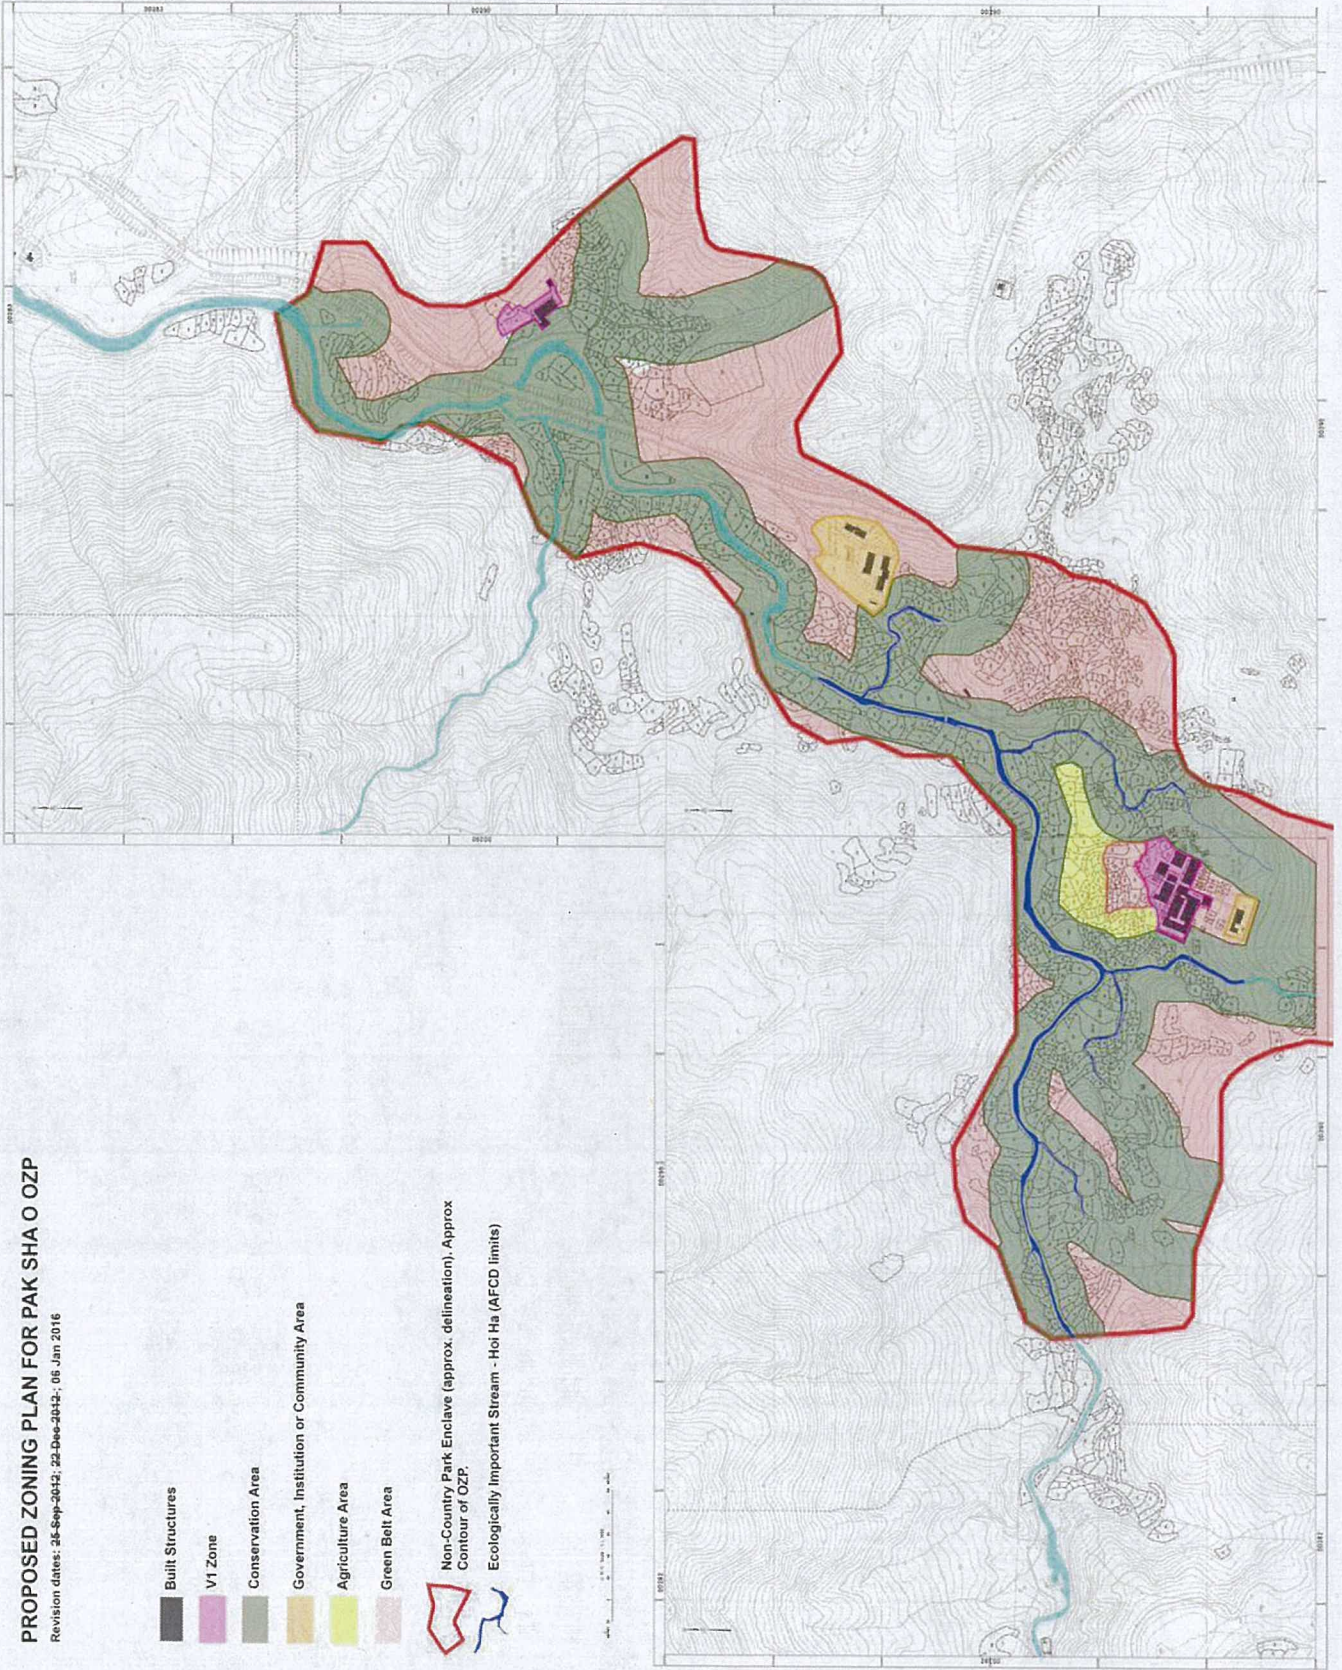 PROPOSED ZONING PLAN FOR PAK SHA O OZP
Revision dates: 25 Sep 2012; 22 Dec 2012 ; 06 Jan 2016
Built Structures
V1 Zone
Conservation Area
Government, Institution or Community Area
Agriculture Area
Green Belt Area
Non-Country Park Enclave (approx. delineation). Approx
Contour of OZP.
Ecologically Important Stream - Hoi Ha (AFCD limits)